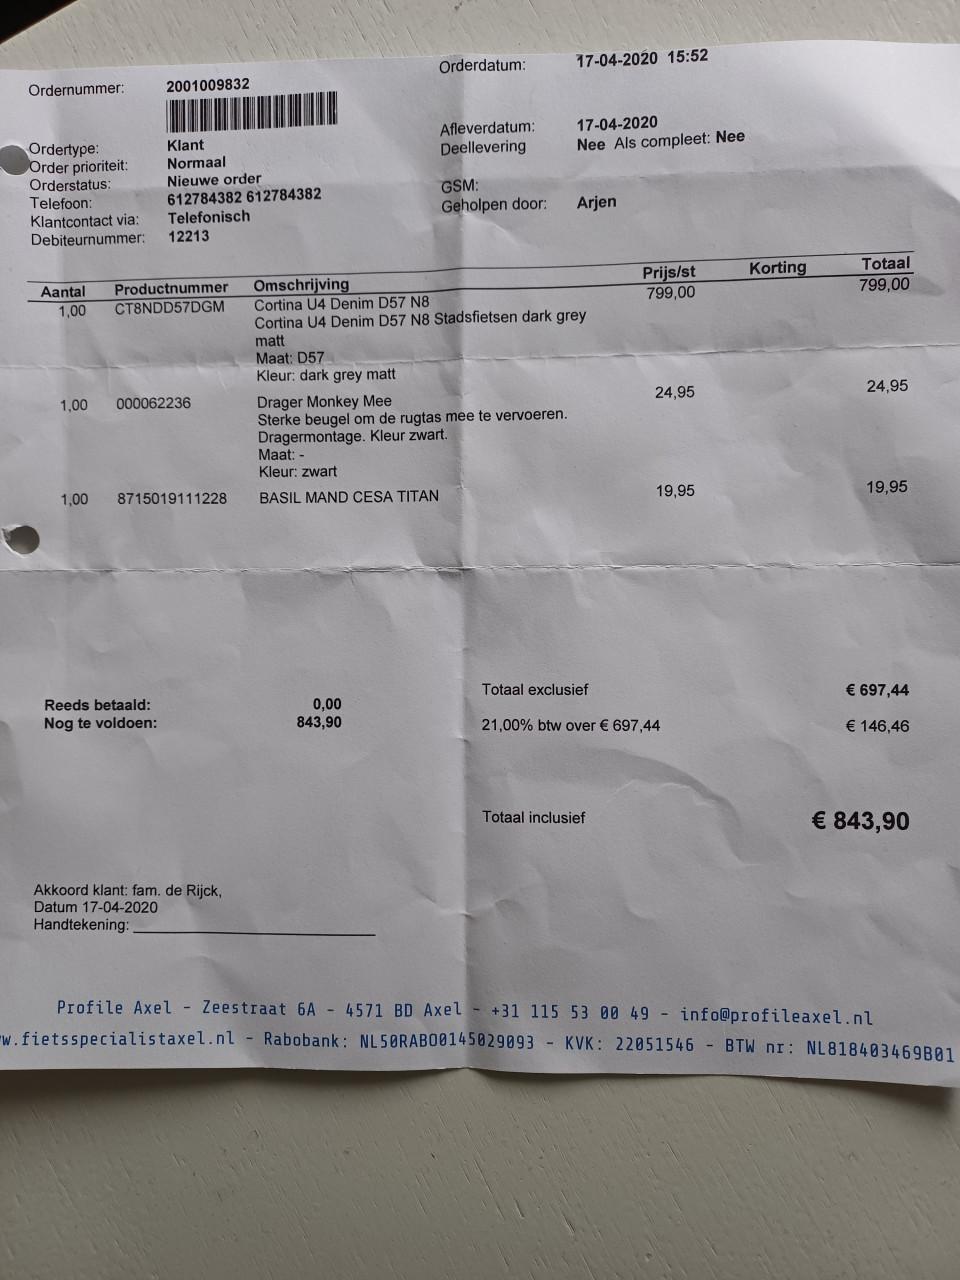 Ordernummer: 2001009832
Orderdatum: 17-04-2020 15:52
Ordertype: Klant
Order prioriteit: Normaal
Orderstatus: Nieuwe order
Telefoon: 612784382 612784382
Klantcontact via: Telefonisch
Debiteurnummer: 12213
Afleverdatum: 17-04-2020
Deellevering Nee Als compleet: Nee
GSM:
Geholpen door: Arjen
Aantal Productnummer Omschrijving Prijs/st Korting Totaal
1,00 CT8NDD57DGM Cortina U4 Denim D57 N8 799,00 799,00
Cortina U4 Denim D57 N8 Stadsfietsen dark grey
matt
Maat: D57
Kleur: dark grey matt
1,00 000062236 Drager Monkey Mee 24,95 24,95
Sterke beugel om de rugtas mee te vervoeren.
Dragermontage. Kleur zwart.
Maat: -
Kleur: zwart
1,00 8715019111228 BASIL MAND CESA TITAN 19,95 19,95
Reeds betaald: 0,00
Nog te voldoen: 843,90
Totaal exclusief € 697,44
21,00% btw over € 697,44 € 146,46
Totaal inclusief € 843,90
Akkoord klant: fam. de Rijck,
Datum 17-04-2020
Handtekening:
Profile Axel - Zeestraat 6A - 4571 BD Axel - +31 115 53 00 49 - info@profileaxel.nl
w.fietsspecialistaxel.nl - Rabobank: NL50RABO0145029093 - KVK: 22051546 - BTW nr: NL818403469B01